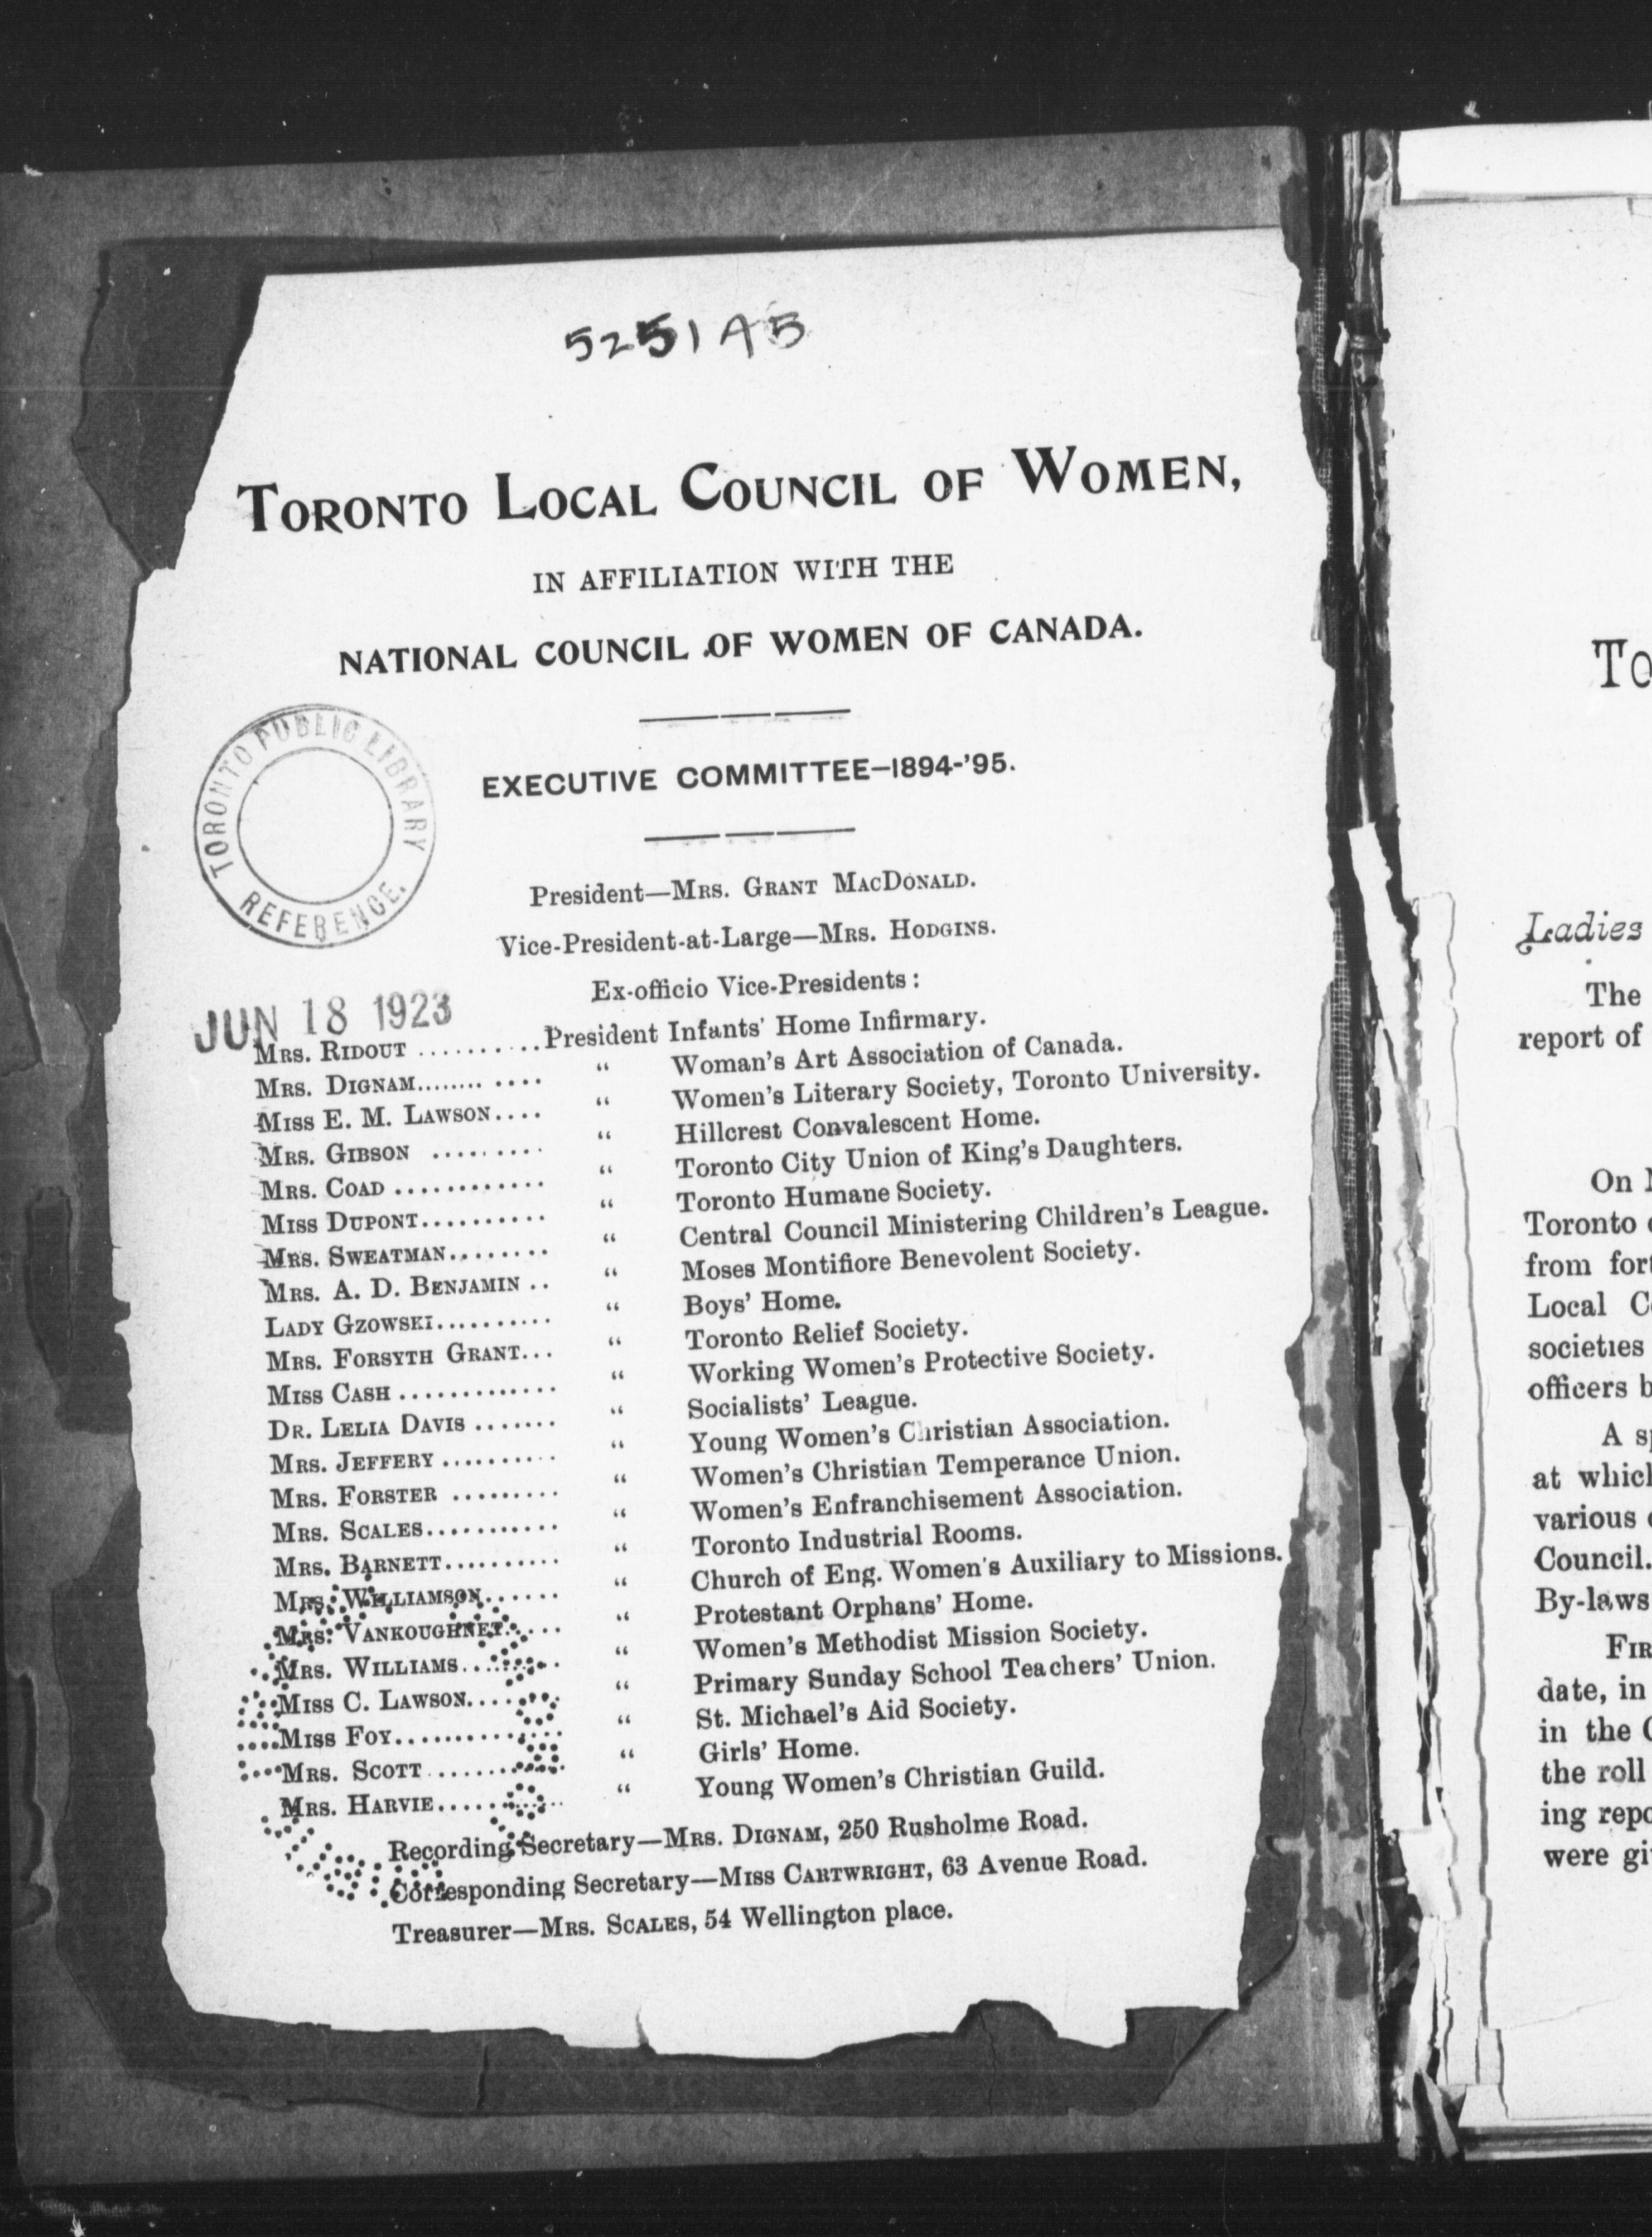 525145
TORONTO LOCAL COUNCIL OF WOMEN,
IN AFFILIATION WITH THE
NATIONAL COUNCIL OF WOMEN OF CANADA.
TORONTO PUBLIC LIBRARY
REFERENCE.
EXECUTIVE COMMITTEE—1894-'95.
President—MRS. GRANT MACDONALD.
Vice-President-at-Large—MRS. HODGINS.
Ex-officio Vice-Presidents:
JUN 18 1923
MRS. RIDOUT ..........President Infants' Home Infirmary.
MRS. DIGNAM............ “ Woman's Art Association of Canada.
MISS E. M. LAWSON.... “ Women's Literary Society, Toronto University.
MRS. GIBSON ......... “ Hillcrest Convalescent Home.
MRS. COAD ............ “ Toronto City Union of King's Daughters.
MISS DUPONT.......... “ Toronto Humane Society.
MRS. SWEATMAN........ “ Central Council Ministering Children's League.
MRS. A. D. BENJAMIN .. “ Moses Montifiore Benevolent Society.
LADY GZOWSKI.......... “ Boys' Home.
MRS. FORSYTH GRANT... “ Toronto Relief Society.
MISS CASH ............. “ Working Women's Protective Society.
DR. LELIA DAVIS ....... “ Socialists' League.
MRS. JEFFERY .......... “ Young Women's Christian Association.
MRS. FORSTER ......... “ Women's Christian Temperance Union.
MRS. SCALES........... “ Women's Enfranchisement Association.
MRS. BARNETT.......... “ Toronto Industrial Rooms.
MRS. WILLIAMSON...... “ Church of Eng. Women's Auxiliary to Missions.
MRS. VANKOUGHNET..... “ Protestant Orphans' Home.
MRS. WILLIAMS......... “ Women's Methodist Mission Society.
MISS C. LAWSON........ “ Primary Sunday School Teachers' Union.
MISS FOY.............. “ St. Michael's Aid Society.
MRS. SCOTT ............ “ Girls' Home.
MRS. HARVIE........... “ Young Women's Christian Guild.
Recording Secretary—MRS. DIGNAM, 250 Rusholme Road.
Corresponding Secretary—MISS CARTWRIGHT, 63 Avenue Road.
Treasurer—MRS. SCALES, 54 Wellington place.
To
Ladies
The
report of
On
Toronto
from
Local
societies
officers
A
at
various
Council.
By-laws
date, in
in the
the roll
ing
were